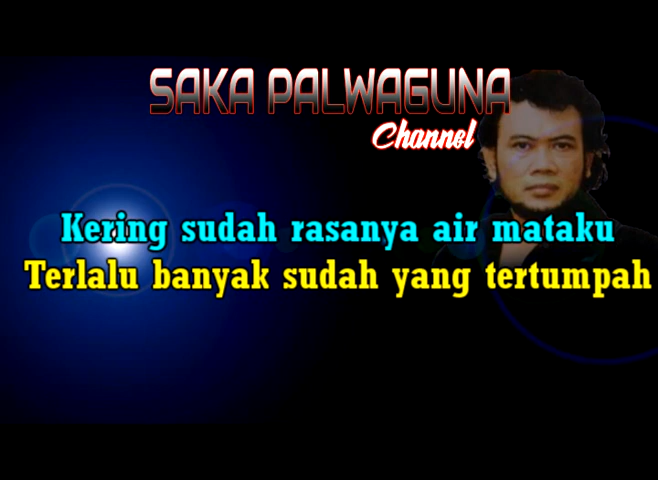 SAKA PALWAGUNA
Channel
Kering sudah rasanya air mataku
Terlalu banyak sudah yang tertumpah